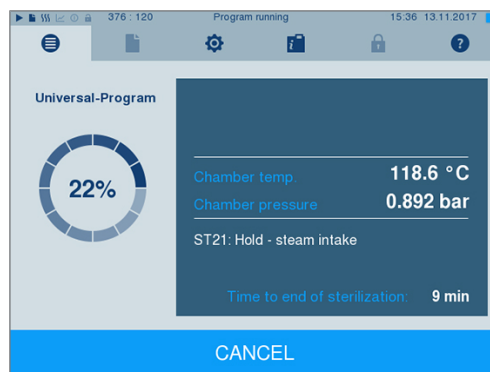 376 : 120 Program running 15:36 13.11.2017
Universal-Program
22%
Chamber temp. 118.6 °C
Chamber pressure 0.892 bar
ST21: Hold - steam intake
Time to end of sterilization: 9 min
CANCEL